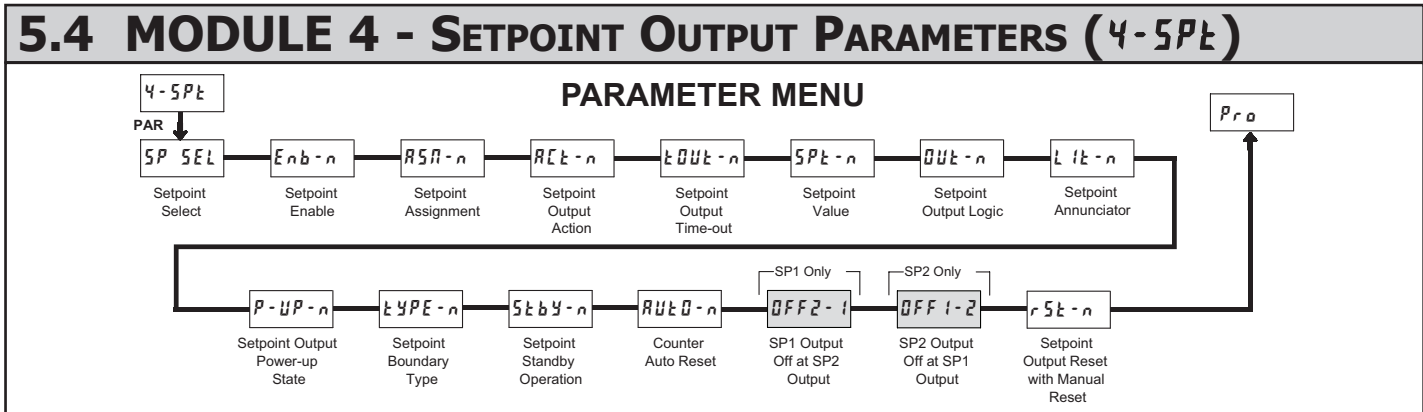 5.4 MODULE 4 - SETPOINT OUTPUT PARAMETERS (4-SPt)
4-SPt
PARAMETER MENU
Pro
PAR
SP SEL
Enb-n
ASN-n
ACt-n
tOUt-n
SPt-n
OUt-n
LIt-n
Setpoint
Select
Setpoint
Enable
Setpoint
Assignment
Setpoint
Output
Action
Setpoint
Output
Time-out
Setpoint
Value
Setpoint
Output Logic
Setpoint
Annunciator
SP1 Only
SP2 Only
P-UP-n
tYPE-n
Stby-n
AUtO-n
OFF2-1
OFF1-2
rSt-n
Setpoint Output
Power-up
State
Setpoint
Boundary
Type
Setpoint
Standby
Operation
Counter
Auto Reset
SP1 Output
Off at SP2
Output
SP2 Output
Off at SP1
Output
Setpoint
Output Reset
with Manual
Reset